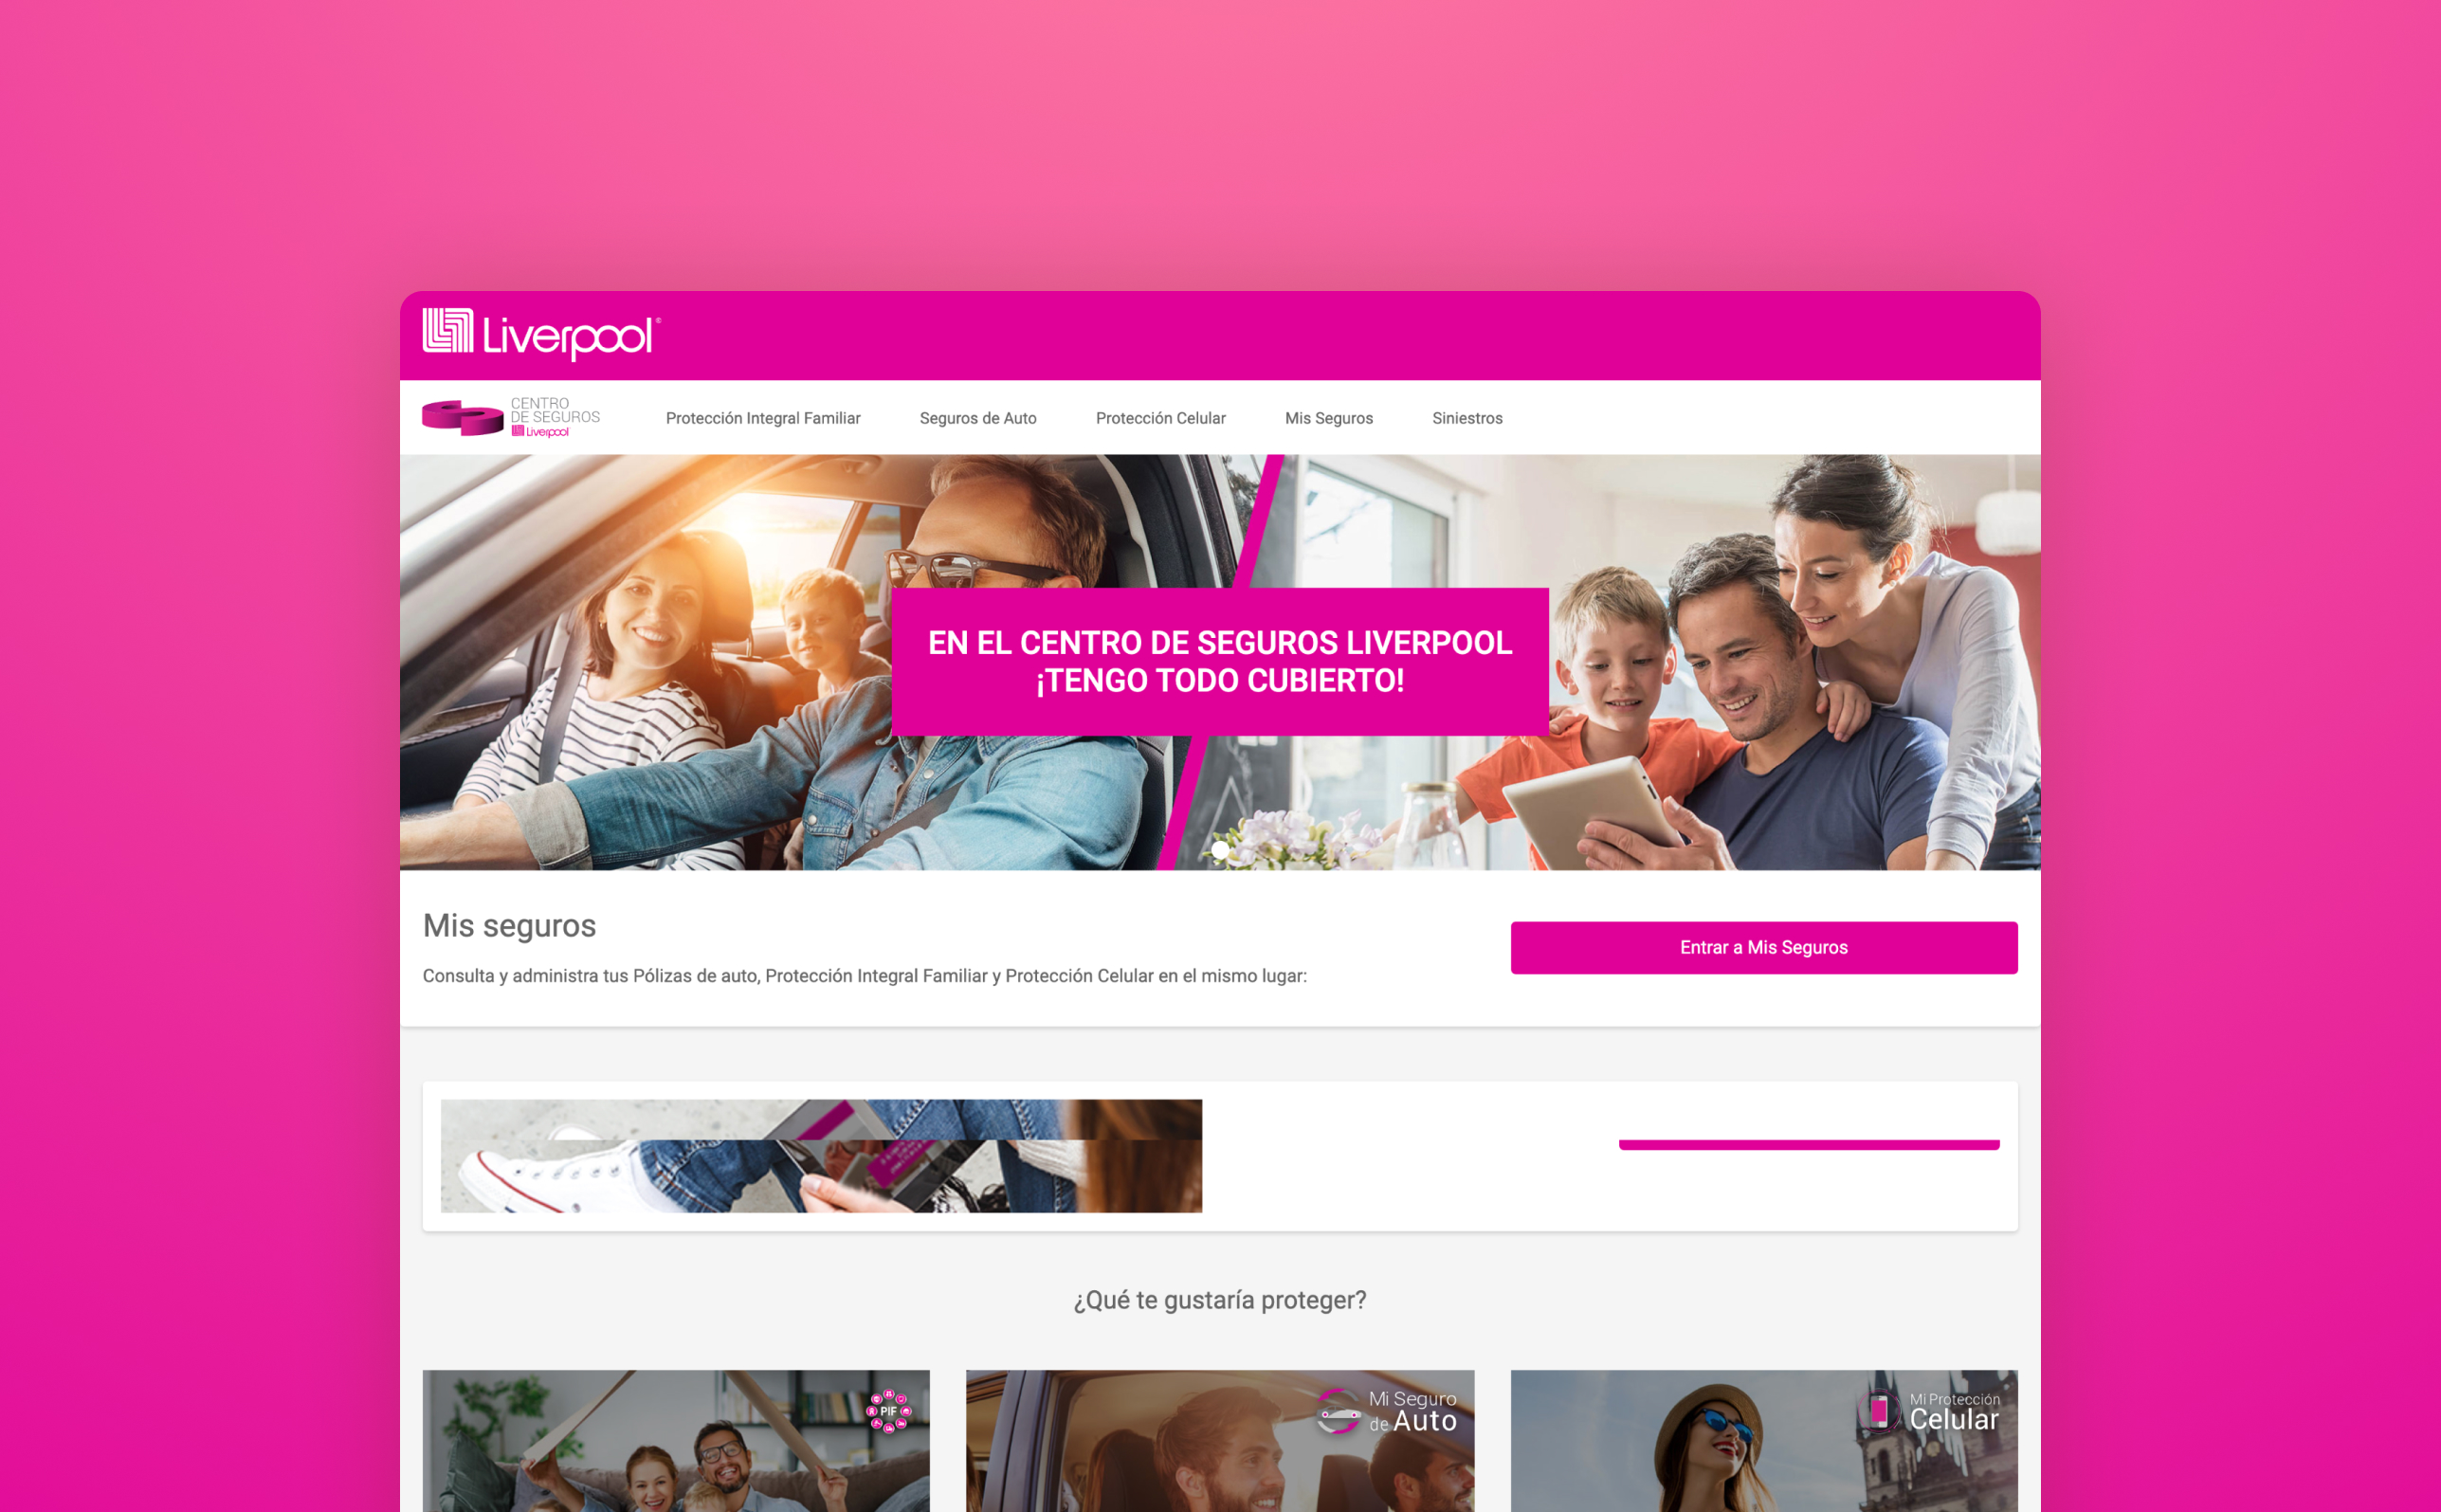 Liverpool
CENTRO
DE SEGUROS
Liverpool
Protección Integral Familiar
Seguros de Auto
Protección Celular
Mis Seguros
Siniestros
EN EL CENTRO DE SEGUROS LIVERPOOL
¡TENGO TODO CUBIERTO!
Mis seguros
Consulta y administra tus Pólizas de auto, Protección Integral Familiar y Protección Celular en el mismo lugar:
Entrar a Mis Seguros
¿Qué te gustaría proteger?
PIF
Mi Seguro
de Auto
Mi Protección
Celular